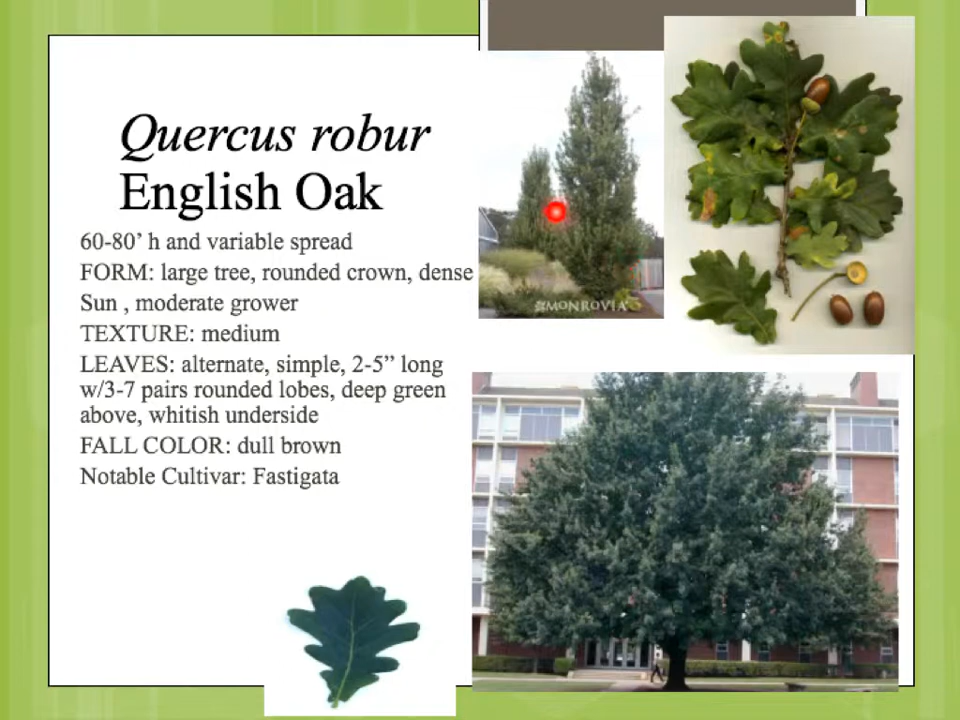 Quercus robur
English Oak
60-80’ h and variable spread
FORM: large tree, rounded crown, dense
Sun , moderate grower
TEXTURE: medium
LEAVES: alternate, simple, 2-5” long
w/3-7 pairs rounded lobes, deep green
above, whitish underside
FALL COLOR: dull brown
Notable Cultivar: Fastigata
MONROVIA